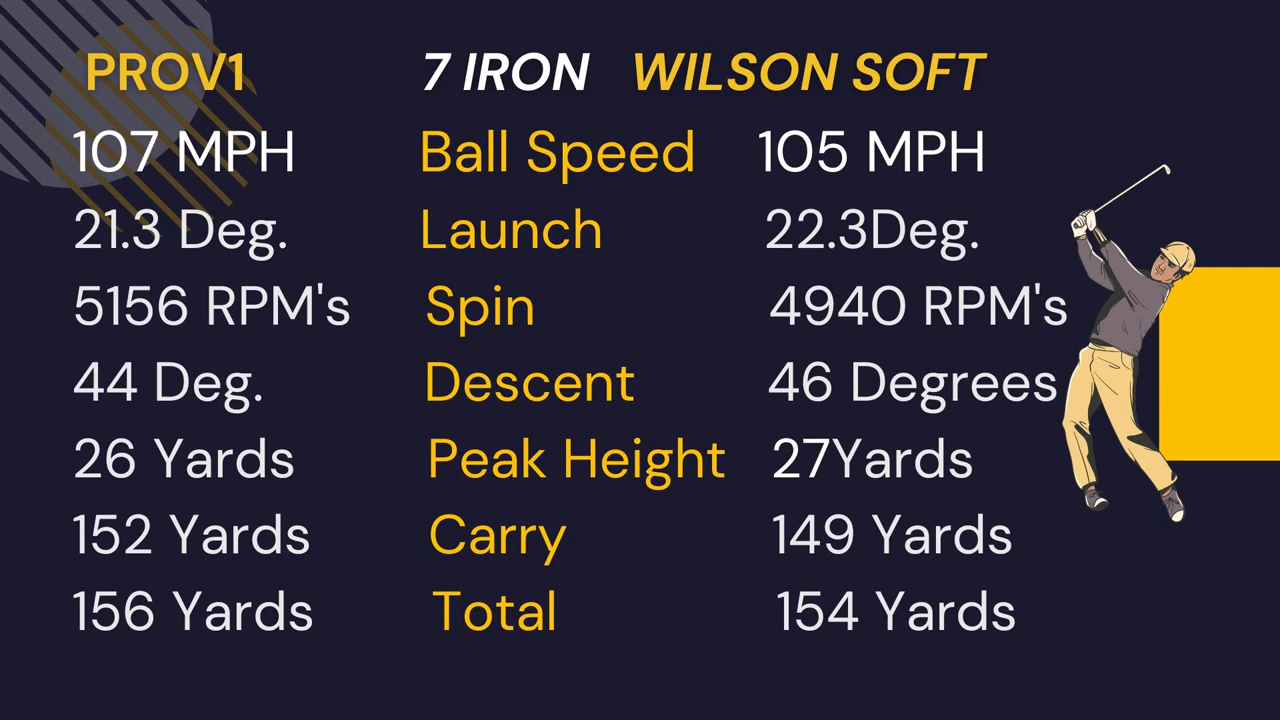 PROV1 7 IRON WILSON SOFT
107 MPH Ball Speed 105 MPH
21.3 Deg. Launch 22.3Deg.
5156 RPM's Spin 4940 RPM's
44 Deg. Descent 46 Degrees
26 Yards Peak Height 27Yards
152 Yards Carry 149 Yards
156 Yards Total 154 Yards